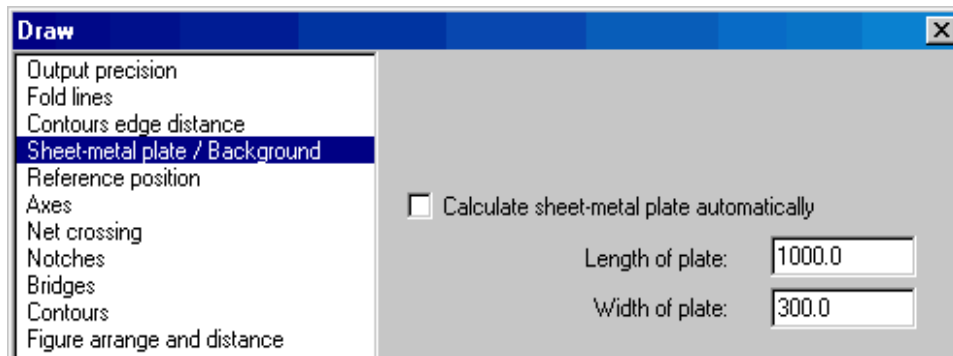 Draw
Output precision
Fold lines
Contours edge distance
Sheet-metal plate / Background
Reference position
Axes
Net crossing
Notches
Bridges
Contours
Figure arrange and distance
Calculate sheet-metal plate automatically
Length of plate: 1000.0
Width of plate: 300.0